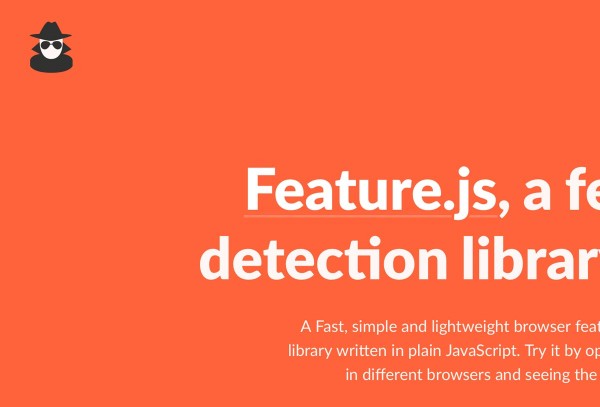 Feature.js, a fe
detection librar
A Fast, simple and lightweight browser feat
library written in plain JavaScript. Try it by op
in different browsers and seeing the